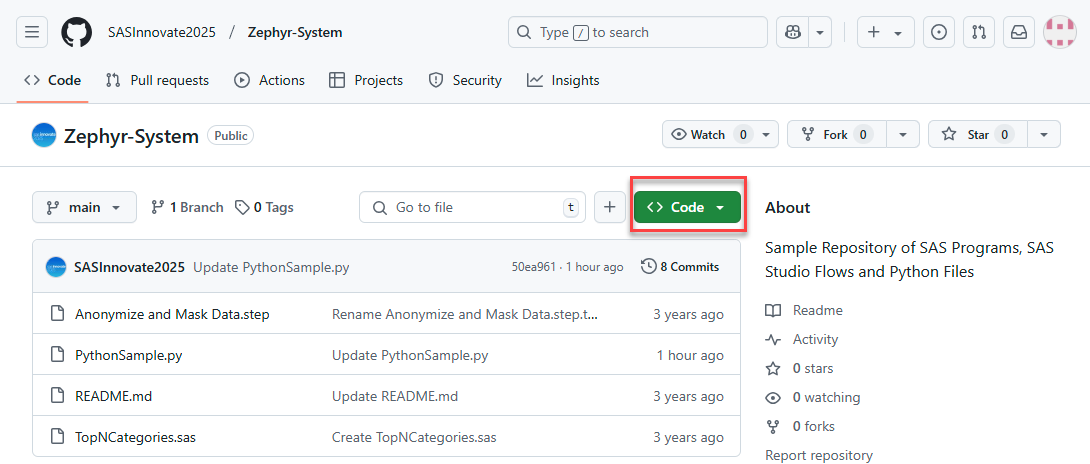 SASInnovate2025 / Zephyr-System
Type / to search
Code Pull requests Actions Projects Security Insights
Zephyr-System Public
Watch 0 Fork 0 Star 0
main 1 Branch 0 Tags Go to file t + Code
About
Sample Repository of SAS Programs, SAS
Studio Flows and Python Files
SASInnovate2025 Update PythonSample.py 50ea961 · 1 hour ago 8 Commits
Anonymize and Mask Data.step Rename Anonymize and Mask Data.step.t... 3 years ago
PythonSample.py Update PythonSample.py 1 hour ago
README.md Update README.md 3 years ago
TopNCategories.sas Create TopNCategories.sas 3 years ago
Readme
Activity
0 stars
0 watching
0 forks
Report repository